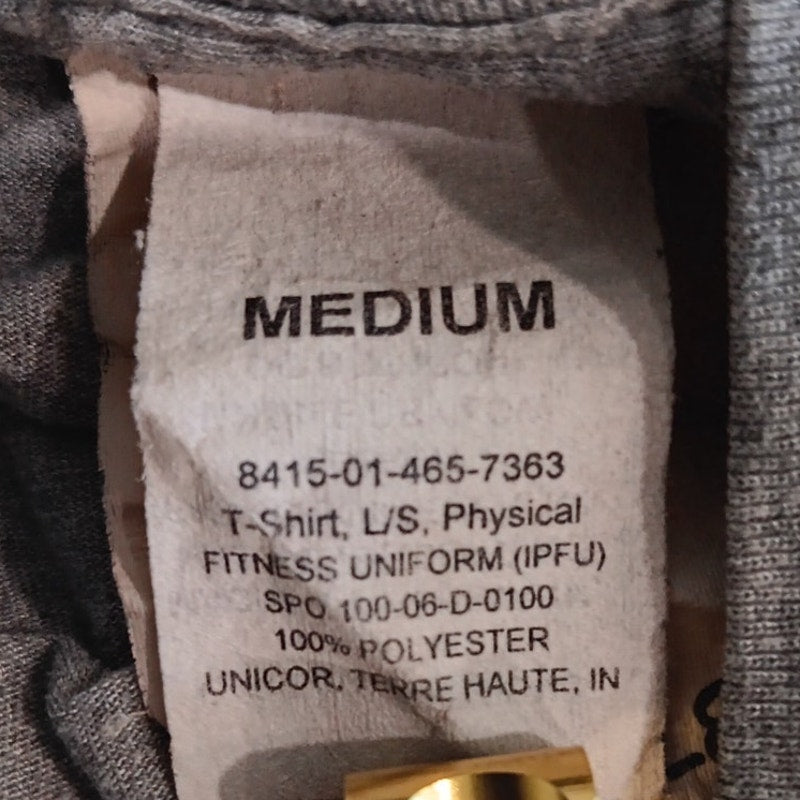 MEDIUM
8415-01-465-7363
T-Shirt, L/S, Physical
FITNESS UNIFORM (IPFU)
SPO 100-06-D-0100
100% POLYESTER
UNICOR, TERRE HAUTE, IN